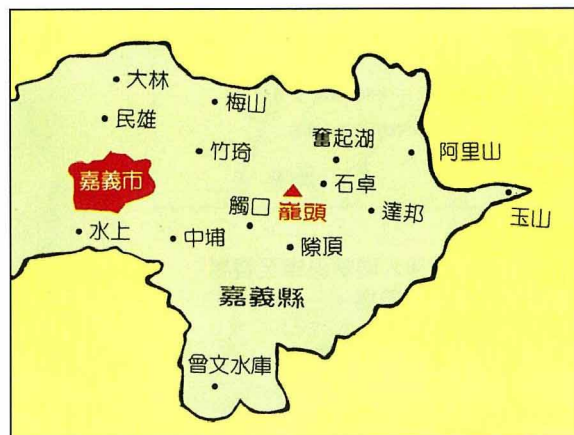 大林
梅山
民雄
奮起湖
竹琦
阿里山
嘉義市
石卓
觸口
龍頭
達邦
玉山
水上
中埔
隙頂
嘉義縣
曾文水庫